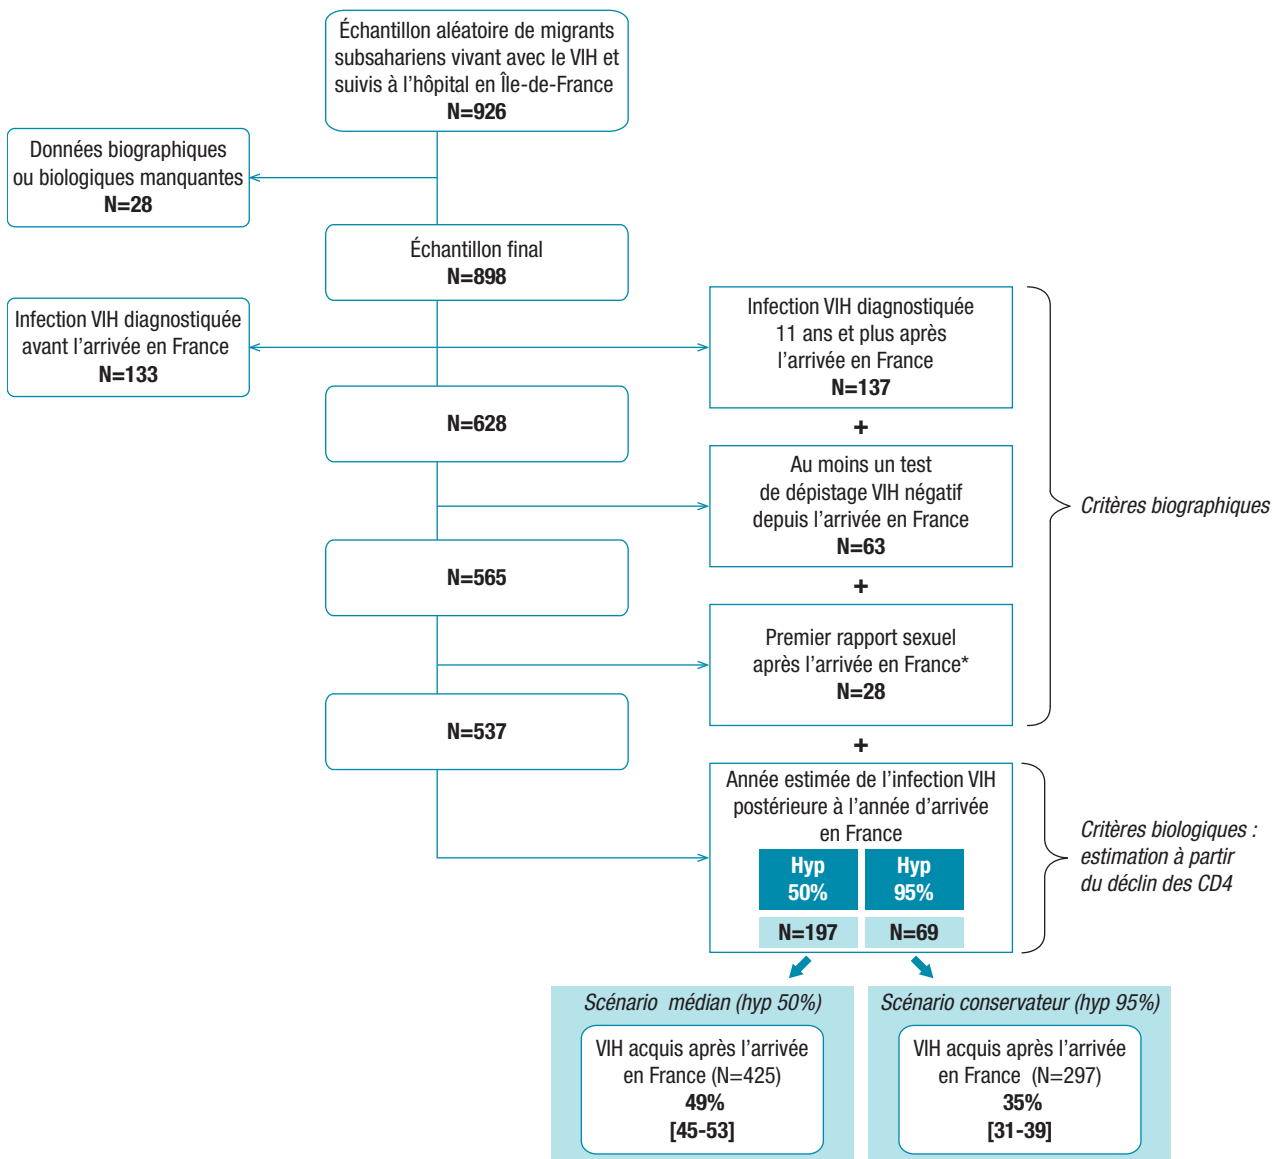 Échantillon aléatoire de migrants
subsahariens vivant avec le VIH et
suivis à l'hôpital en Île-de-France
N=926
Données biographiques
ou biologiques manquantes
N=28
Échantillon final
N=898
Infection VIH diagnostiquée
avant l'arrivée en France
N=133
Infection VIH diagnostiquée
11 ans et plus après
l'arrivée en France
N=137
+
N=628
Au moins un test
de dépistage VIH négatif
depuis l'arrivée en France
N=63
Critères biographiques
+
N=565
Premier rapport sexuel
après l'arrivée en France*
N=28
+
N=537
Année estimée de l'infection VIH
postérieure à l'année d'arrivée
en France
Hyp
50%
Hyp
95%
N=197
N=69
Critères biologiques :
estimation à partir
du déclin des CD4
Scénario médian (hyp 50%)
VIH acquis après l'arrivée
en France (N=425)
49%
[45-53]
Scénario conservateur (hyp 95%)
VIH acquis après l'arrivée
en France (N=297)
35%
[31-39]